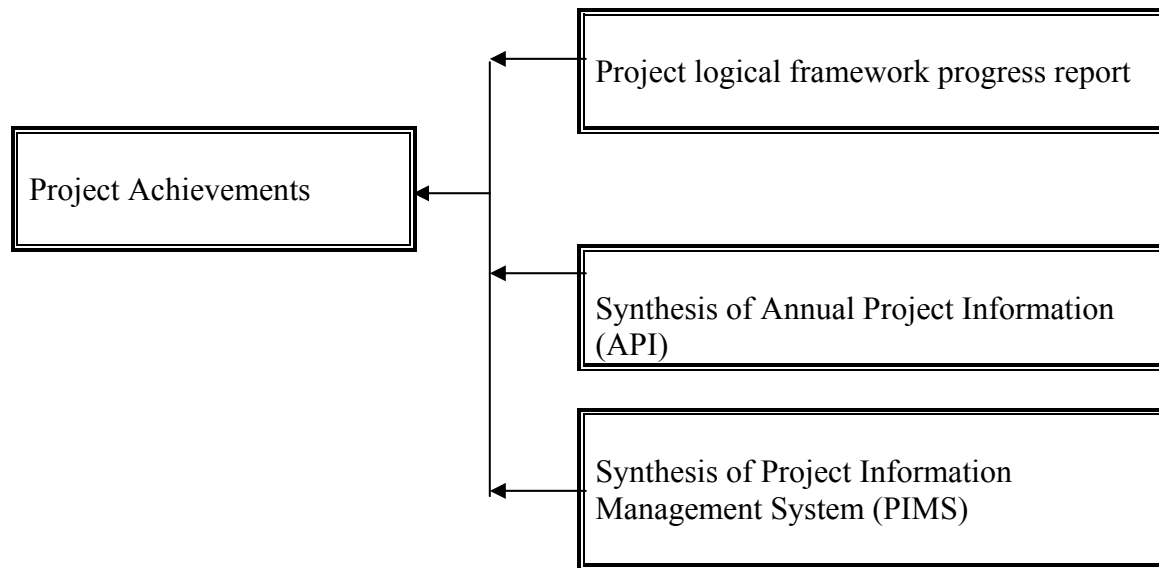 Project logical framework progress report
Project Achievements
Synthesis of Annual Project Information
(API)
Synthesis of Project Information
Management System (PIMS)